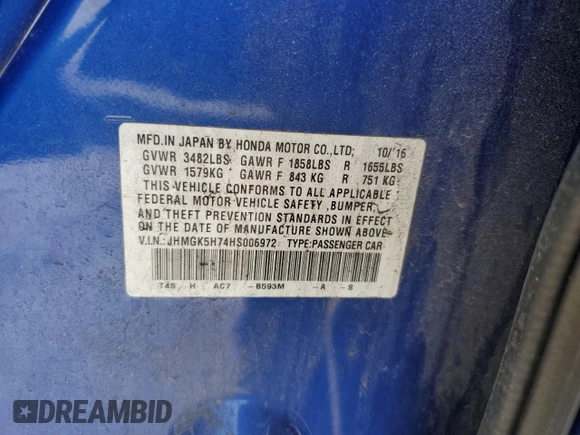 MFD.IN JAPAN BY HONDA MOTOR CO.,LTD; 10/'16
GVWR 3482LBS GAWR F 1858LBS R 1655LBS
GVWR 1579KG GAWR F 843 KG R 751 KG
THIS VEHICLE CONFORMS TO ALL APPLICABLE
FEDERAL MOTOR VEHICLE SAFETY ,BUMPER,
AND THEFT PREVENTION STANDARDS IN EFFECT
ON THE DATE OF MANUFACTURE SHOWN ABOVE.
V.I.N.: JHMGK5H74HS006972 TYPE:PASSENGER CAR
T4S H AC7 -B593M -A -8
DREAMBID